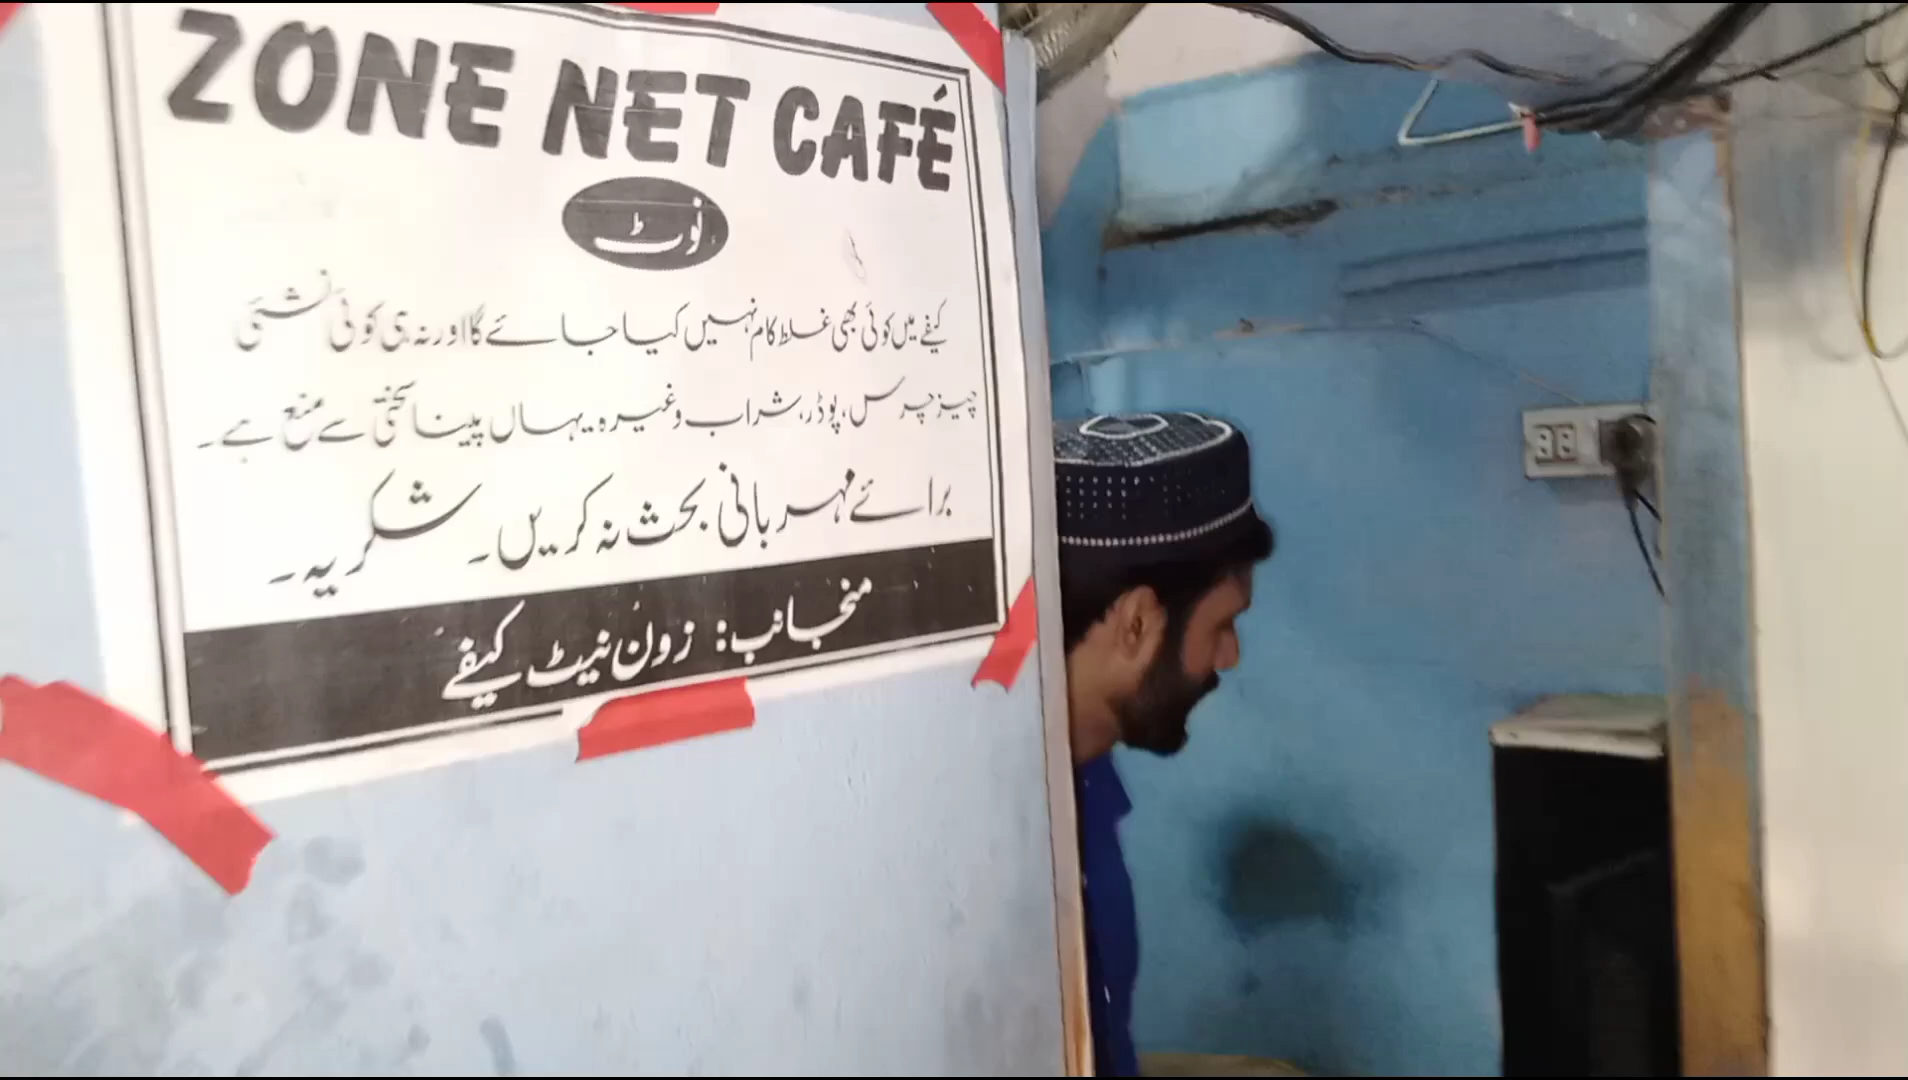 ZONE NET CAFÉ
نوٹ
کیفے میں کوئی بھی غلط کام نہیں کیا جائے گا اور نہ ہی کوئی نشئی
چیز چرس، پوڈر، شراب وغیرہ یہاں پینا سختی سے منع ہے۔
برائے مہربانی بحث نہ کریں۔ شکریہ۔
منجانب: زون نیٹ کیفے